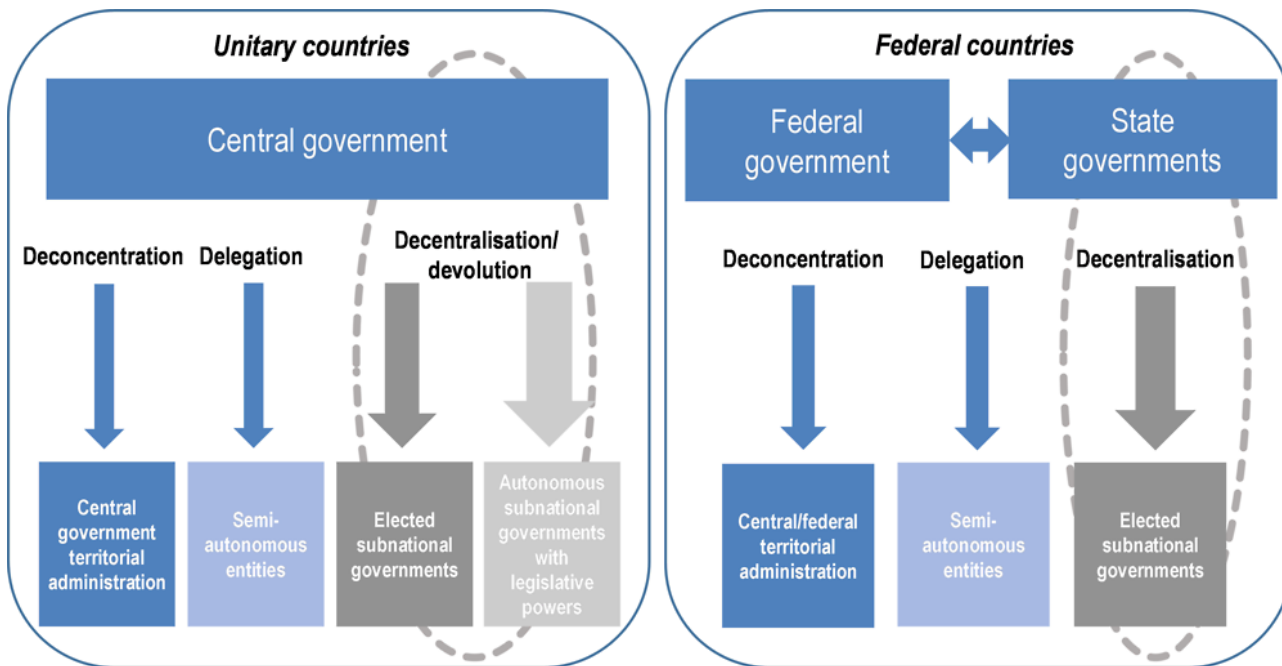 Unitary countries
Central government
Deconcentration
Delegation
Decentralisation/
devolution
Central
government
territorial
administration
Semi-
autonomous
entities
Elected
subnational
governments
Autonomous
subnational
governments
with
legislative
powers
Federal countries
Federal
government
State
governments
Deconcentration
Delegation
Decentralisation
Central/federal
territorial
administration
Semi-
autonomous
entities
Elected
subnational
governments